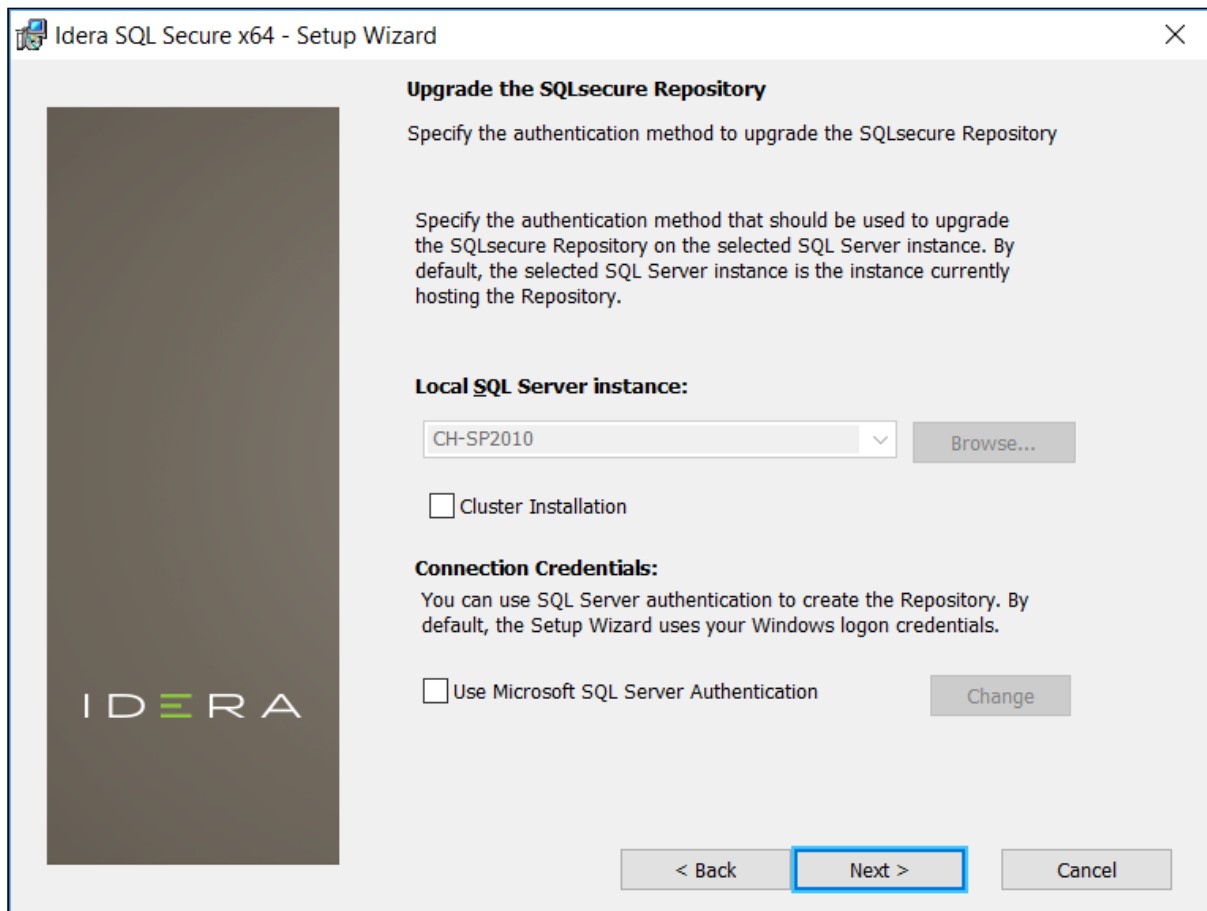 Idera SQL Secure x64 - Setup Wizard
Upgrade the SQLsecure Repository
Specify the authentication method to upgrade the SQLsecure Repository
Specify the authentication method that should be used to upgrade
the SQLsecure Repository on the selected SQL Server instance. By
default, the selected SQL Server instance is the instance currently
hosting the Repository.
Local SQL Server instance:
CH-SP2010
Browse...
Cluster Installation
Connection Credentials:
You can use SQL Server authentication to create the Repository. By
default, the Setup Wizard uses your Windows logon credentials.
Use Microsoft SQL Server Authentication
Change
IDERA
< Back
Next >
Cancel